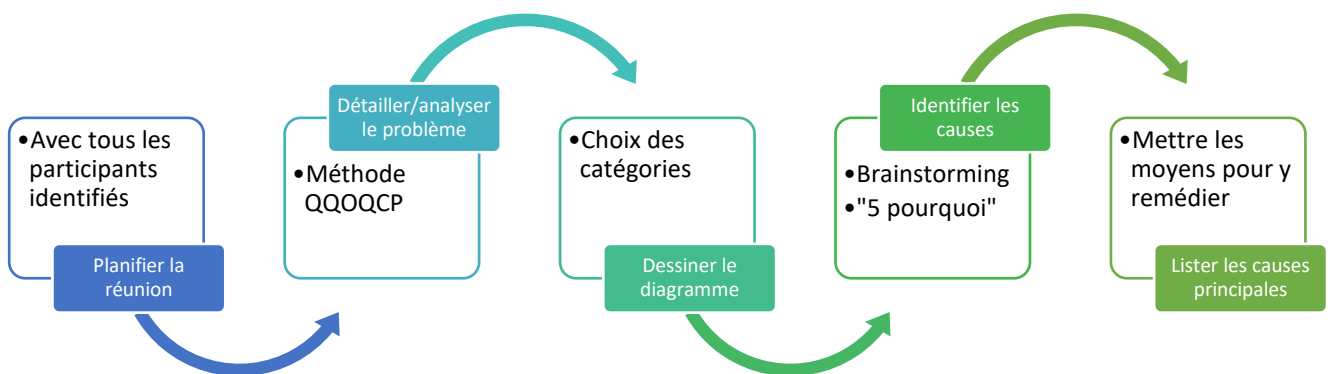 •Avec tous les
participants
identifiés
Planifier la
réunion
Détailler/analyser
le problème
•Méthode
QQOQCP
•Choix des
catégories
Dessiner le
diagramme
Identifier les
causes
•Brainstorming
•"5 pourquoi"
•Mettre les
moyens pour y
remédier
Lister les causes
principales